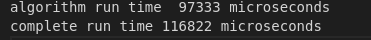 algorithm run time  97333 microseconds
complete run time 116822 microseconds